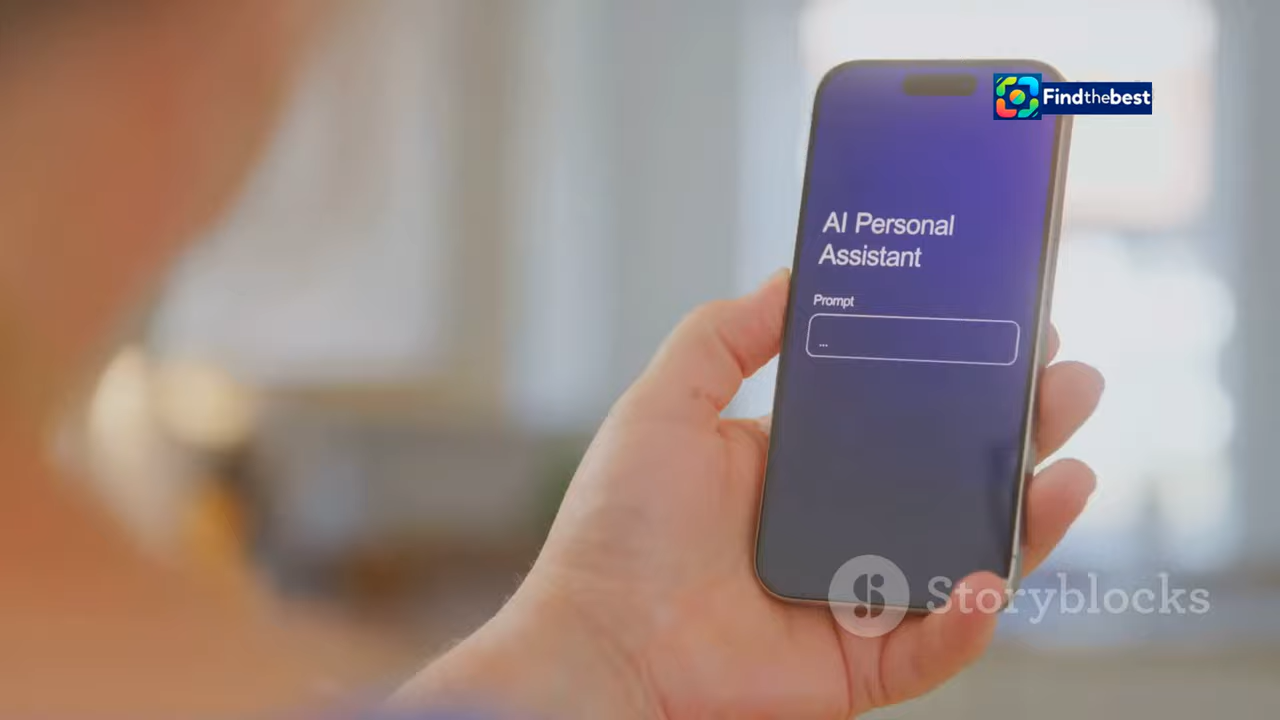 Findthebest
AI Personal
Assistant
Prompt
...
Storyblocks